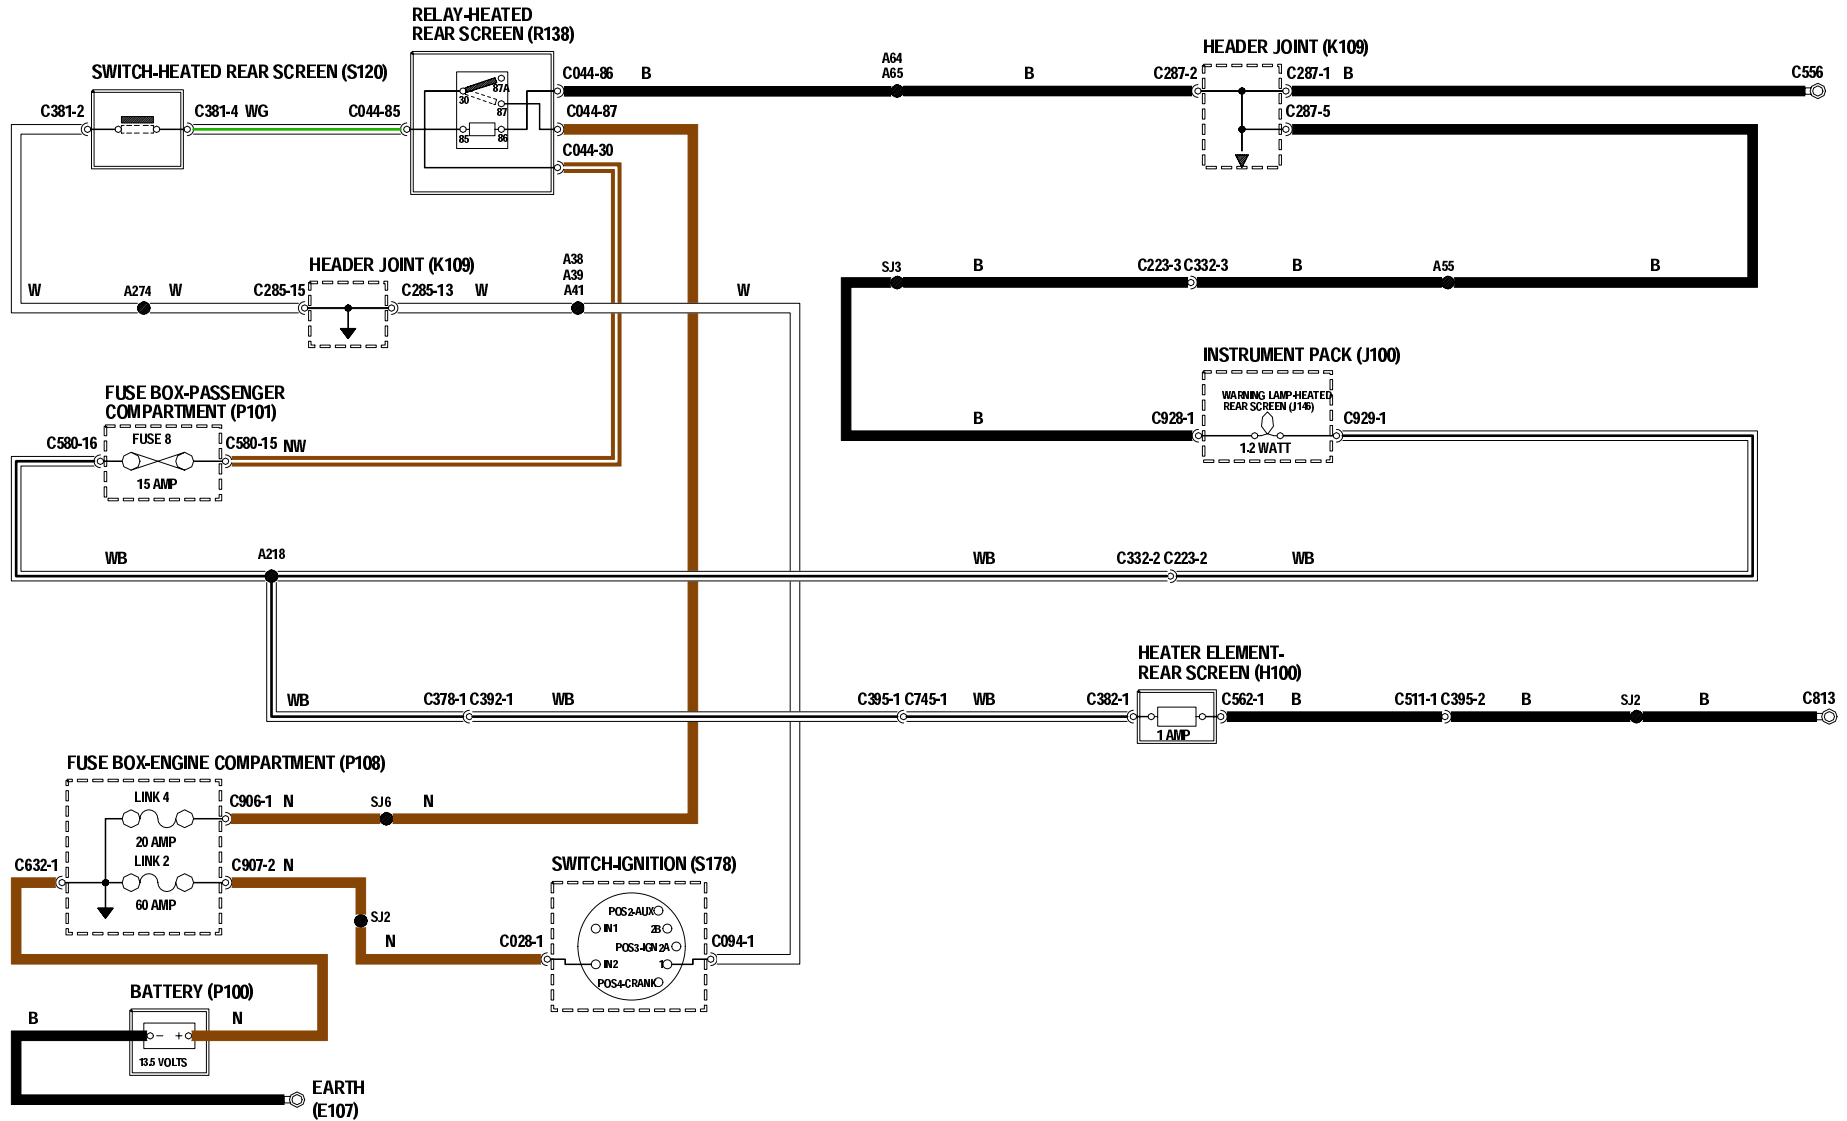 RELAY-HEATED
REAR SCREEN (R138)
SWITCH-HEATED REAR SCREEN (S120)
HEADER JOINT (K109)
C044-86 B
A64
A65
B
C287-2
C287-1 B
C556
C381-2
C381-4 WG
C044-85
30
87A
87
85
86
C044-87
C287-5
C044-30
HEADER JOINT (K109)
A38
A39
A41
SJ3
B
C223-3 C332-3
B
A55
B
W
A274
W
C285-15
C285-13
W
W
INSTRUMENT PACK (J100)
WARNING LAMP-HEATED
REAR SCREEN (J146)
1.2 WATT
B
C928-1
C929-1
FUSE BOX-PASSENGER
COMPARTMENT (P101)
C580-16
FUSE 8
15 AMP
C580-15 NW
WB
A218
WB
C332-2 C223-2
WB
HEATER ELEMENT-
REAR SCREEN (H100)
WB
C378-1 C392-1
WB
C395-1 C745-1
WB
C382-1
1 AMP
C562-1
B
C511-1 C395-2
B
SJ2
B
C813
FUSE BOX-ENGINE COMPARTMENT (P108)
LINK 4
20 AMP
C906-1 N
SJ6
N
C632-1
LINK 2
60 AMP
C907-2 N
SJ2
N
SWITCH-IGNITION (S178)
C028-1
POS2-AUX
IN1
2B
POS3-IGN 2A
IN2
1
POS4-CRANK
C094-1
BATTERY (P100)
B
N
- +
13.5 VOLTS
EARTH
(E107)